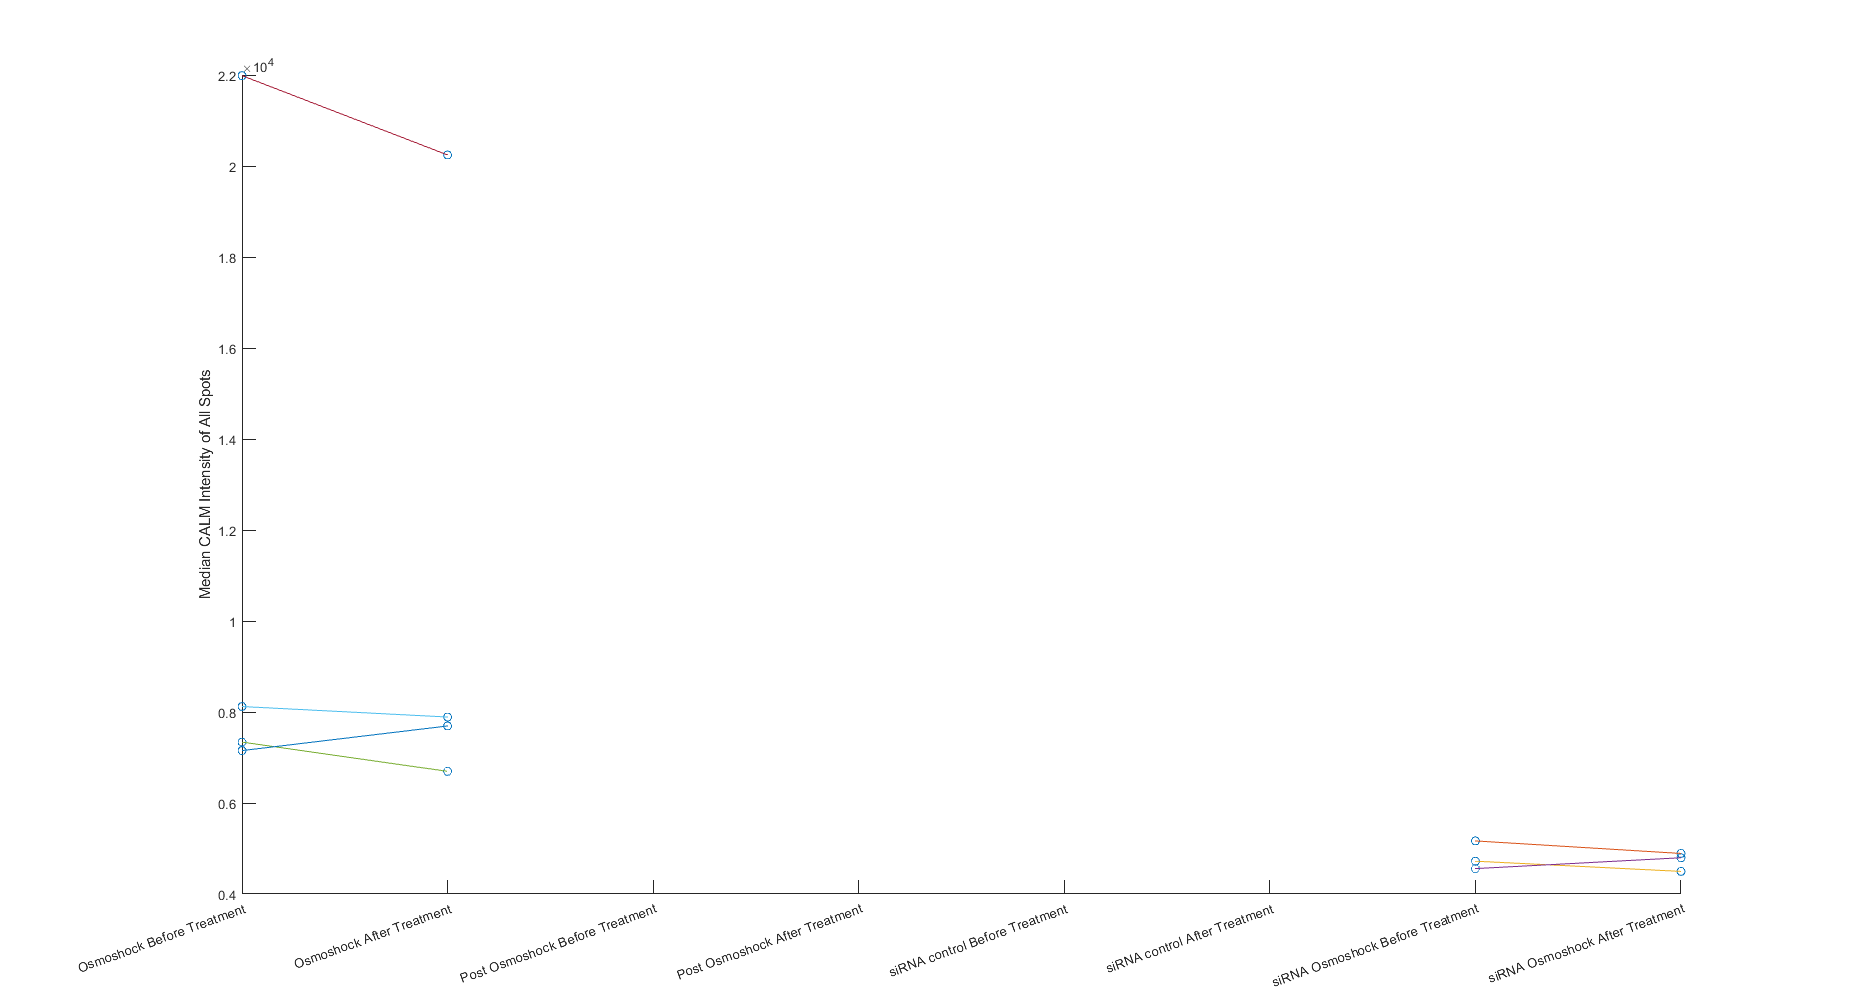 ×10⁴
2.2
2
1.8
1.6
1.4
1.2
1
0.8
0.6
0.4
Median CALM Intensity of All Spots
Osmoshock Before Treatment
Osmoshock After Treatment
Post Osmoshock Before Treatment
Post Osmoshock After Treatment
siRNA control Before Treatment
siRNA control After Treatment
siRNA Osmoshock Before Treatment
siRNA Osmoshock After Treatment